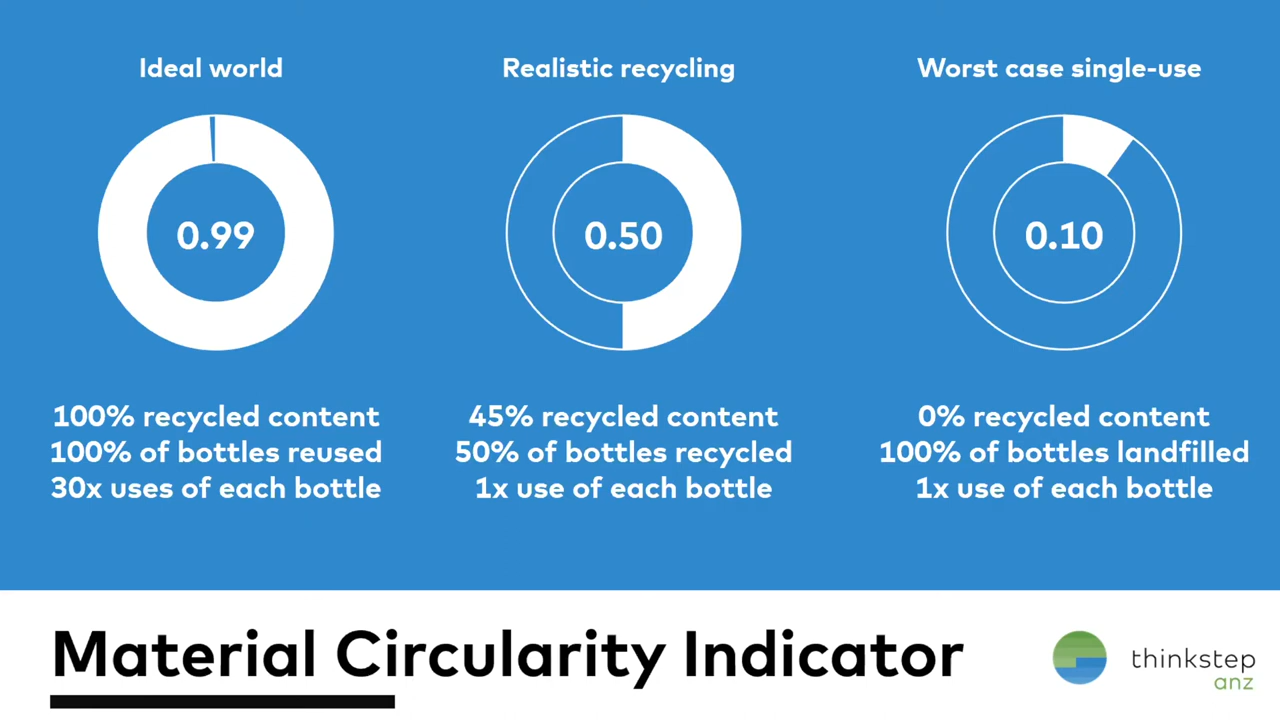 Ideal world
0.99
100% recycled content
100% of bottles reused
30x uses of each bottle
Realistic recycling
0.50
45% recycled content
50% of bottles recycled
1x use of each bottle
Worst case single-use
0.10
0% recycled content
100% of bottles landfilled
1x use of each bottle
Material Circularity Indicator
thinkstep
anz